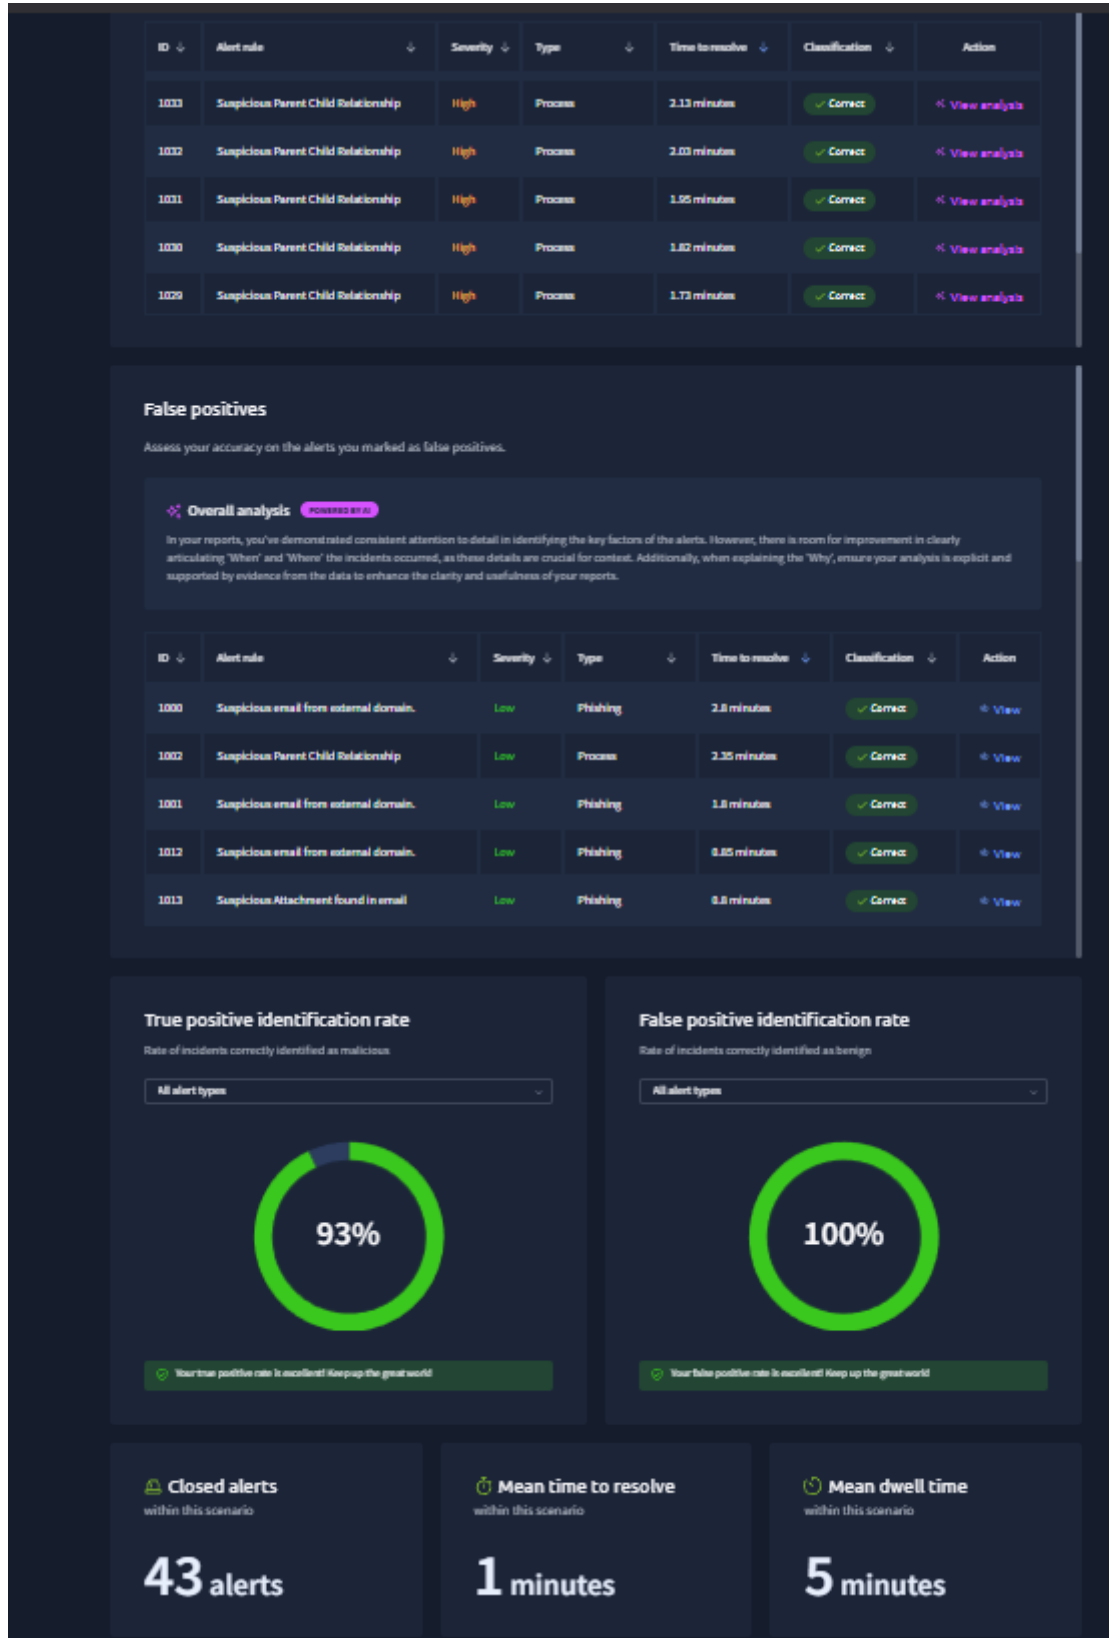 ID Alert rule Severity Type Time to resolve Classification Action
1033 Suspicious Parent Child Relationship High Process 2.13 minutes Correct View analysis
1032 Suspicious Parent Child Relationship High Process 2.03 minutes Correct View analysis
1031 Suspicious Parent Child Relationship High Process 1.95 minutes Correct View analysis
1030 Suspicious Parent Child Relationship High Process 1.82 minutes Correct View analysis
1029 Suspicious Parent Child Relationship High Process 1.73 minutes Correct View analysis
False positives
Assess your accuracy on the alerts you marked as false positives.
Overall analysis POWERED BY AI
In your reports, you've demonstrated consistent attention to detail in identifying the key factors of the alerts. However, there is room for improvement in clearly
articulating 'When' and 'Where' the incidents occurred, as these details are crucial for context. Additionally, when explaining the 'Why', ensure your analysis is explicit and
supported by evidence from the data to enhance the clarity and usefulness of your reports.
ID Alert rule Severity Type Time to resolve Classification Action
1000 Suspicious email from external domain. Low Phishing 2.8 minutes Correct View
1002 Suspicious Parent Child Relationship Low Process 2.35 minutes Correct View
1001 Suspicious email from external domain. Low Phishing 1.8 minutes Correct View
1012 Suspicious email from external domain. Low Phishing 0.85 minutes Correct View
1013 Suspicious Attachment found in email Low Phishing 0.8 minutes Correct View
True positive identification rate
Rate of incidents correctly identified as malicious
All alert types
93%
Your true positive rate is excellent! Keep up the great work!
False positive identification rate
Rate of incidents correctly identified as benign
All alert types
100%
Your false positive rate is excellent! Keep up the great work!
Closed alerts
within this scenario
43 alerts
Mean time to resolve
within this scenario
1 minutes
Mean dwell time
within this scenario
5 minutes